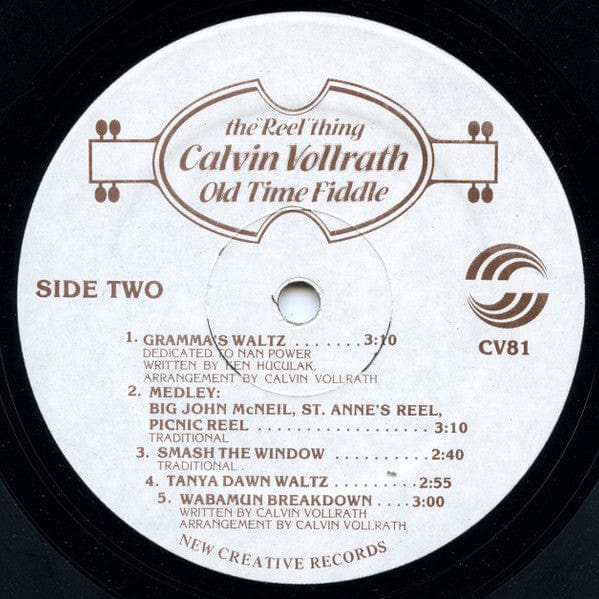 the "Reel" thing
Calvin Vollrath
Old Time Fiddle
SIDE TWO
CV81
1. GRAMMA'S WALTZ . . . . . . . 3:10
DEDICATED TO NAN POWER
WRITTEN BY KEN HUCULAK,
ARRANGEMENT BY CALVIN VOLLRATH
2. MEDLEY:
BIG JOHN McNEIL, ST. ANNE'S REEL,
PICNIC REEL . . . . . . . . . . . . . . . . . . 3:10
TRADITIONAL
3. SMASH THE WINDOW . . . . . . . . . . 2:40
TRADITIONAL .
4. TANYA DAWN WALTZ . . . . . . . . . 2:55
5. WABAMUN BREAKDOWN . . . . 3:00
WRITTEN BY CALVIN VOLLRATH
ARRANGEMENT BY CALVIN VOLLRATH
NEW CREATIVE RECORDS